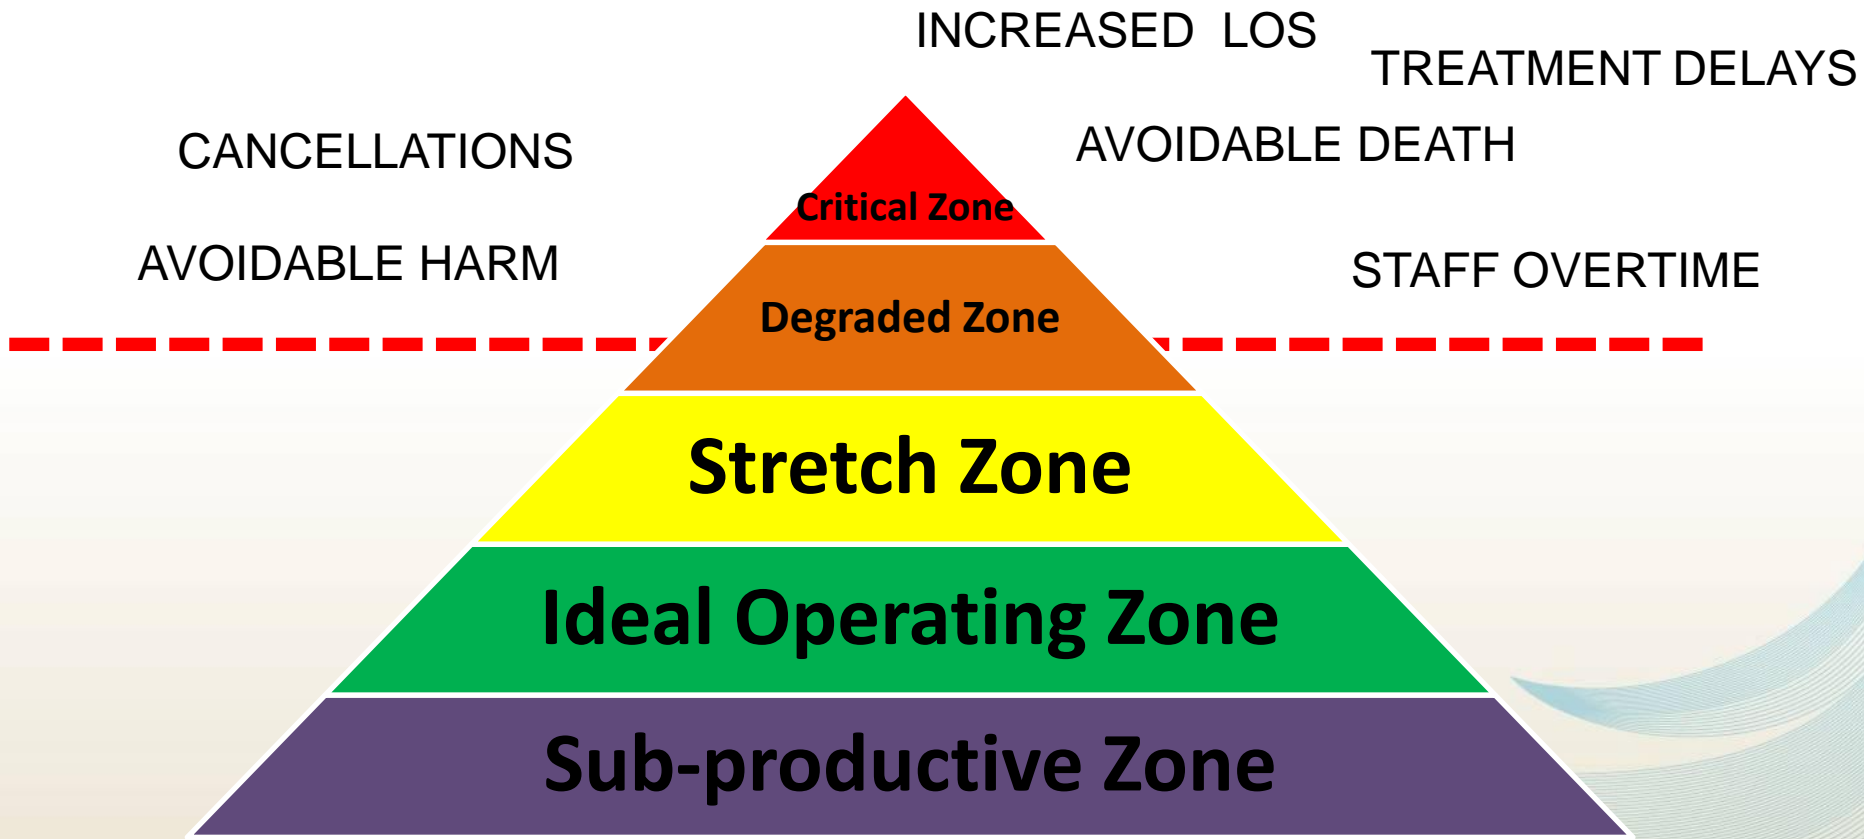 INCREASED LOS
TREATMENT DELAYS
CANCELLATIONS
AVOIDABLE DEATH
Critical Zone
AVOIDABLE HARM
STAFF OVERTIME
Degraded Zone
Stretch Zone
Ideal Operating Zone
Sub-productive Zone